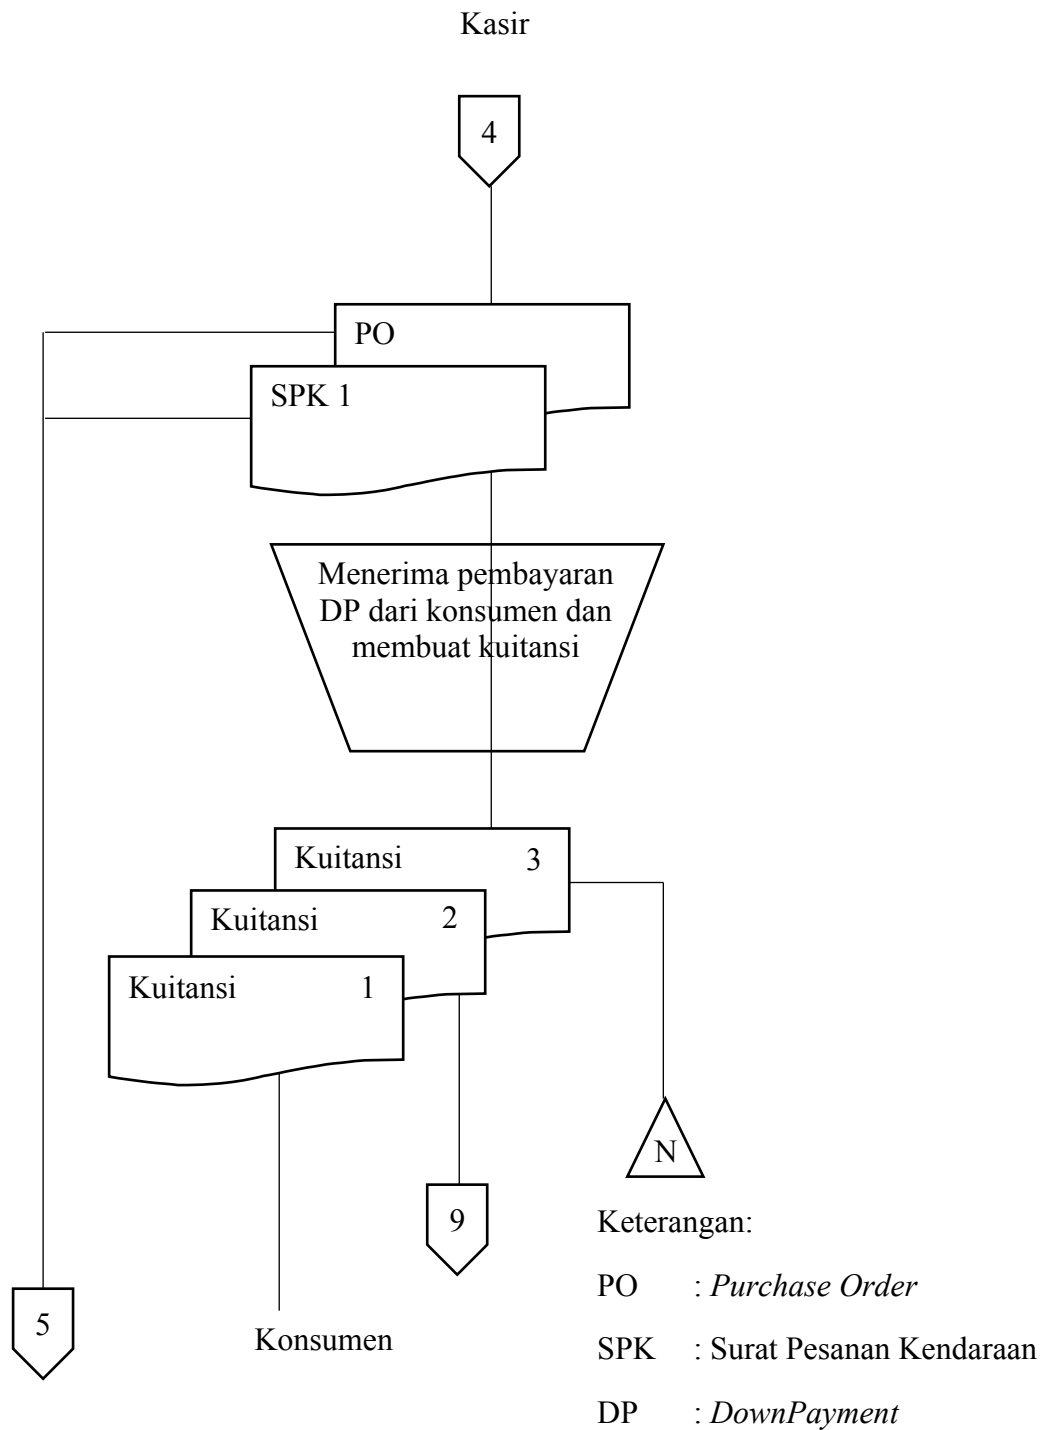 Kasir
4
PO
SPK 1
Menerima pembayaran
DP dari konsumen dan
membuat kuitansi
Kuitansi 3
Kuitansi 2
Kuitansi 1
N
9
5
Konsumen
Keterangan:
PO : Purchase Order
SPK : Surat Pesanan Kendaraan
DP : DownPayment